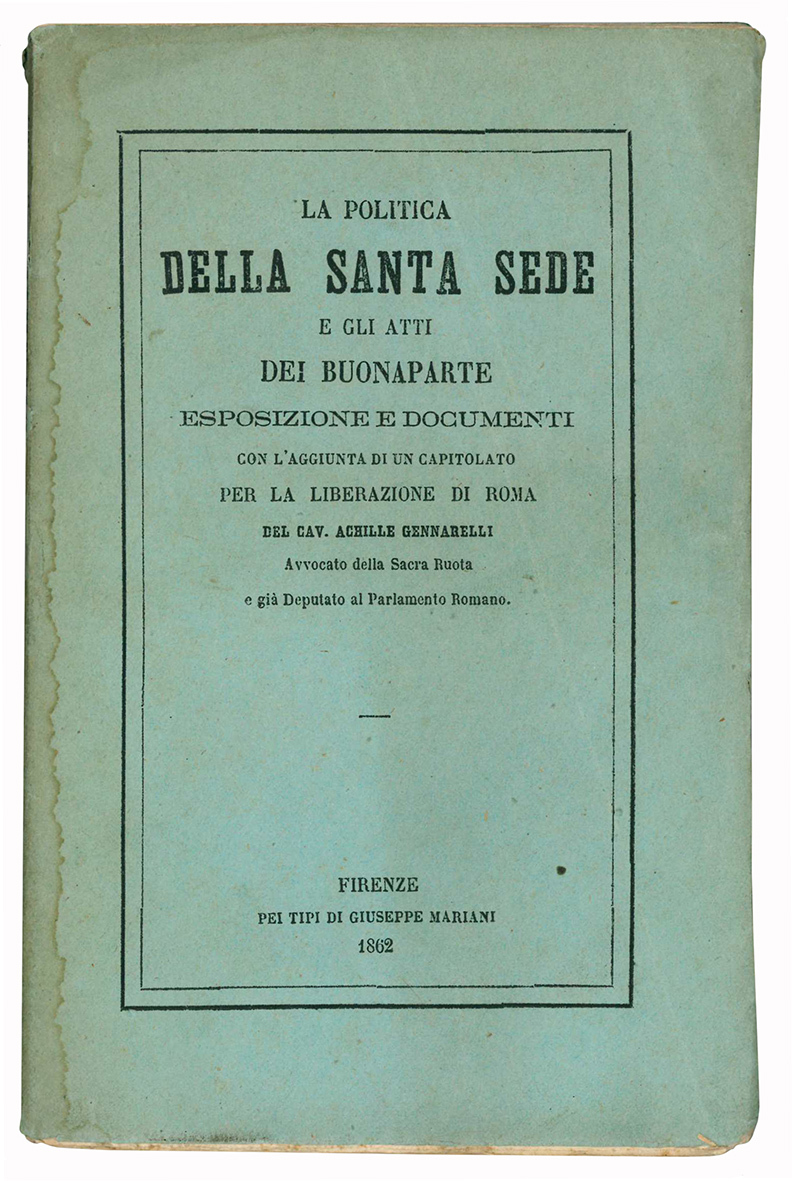 LA POLITICA
DELLA SANTA SEDE
E GLI ATTI
DEI BUONAPARTE
ESPOSIZIONE E DOCUMENTI
CON L'AGGIUNTA DI UN CAPITOLATO
PER LA LIBERAZIONE DI ROMA
DEL CAV. ACHILLE GENNARELLI
Avvocato della Sacra Ruota
e già Deputato al Parlamento Romano.
FIRENZE
PEI TIPI DI GIUSEPPE MARIANI
1862